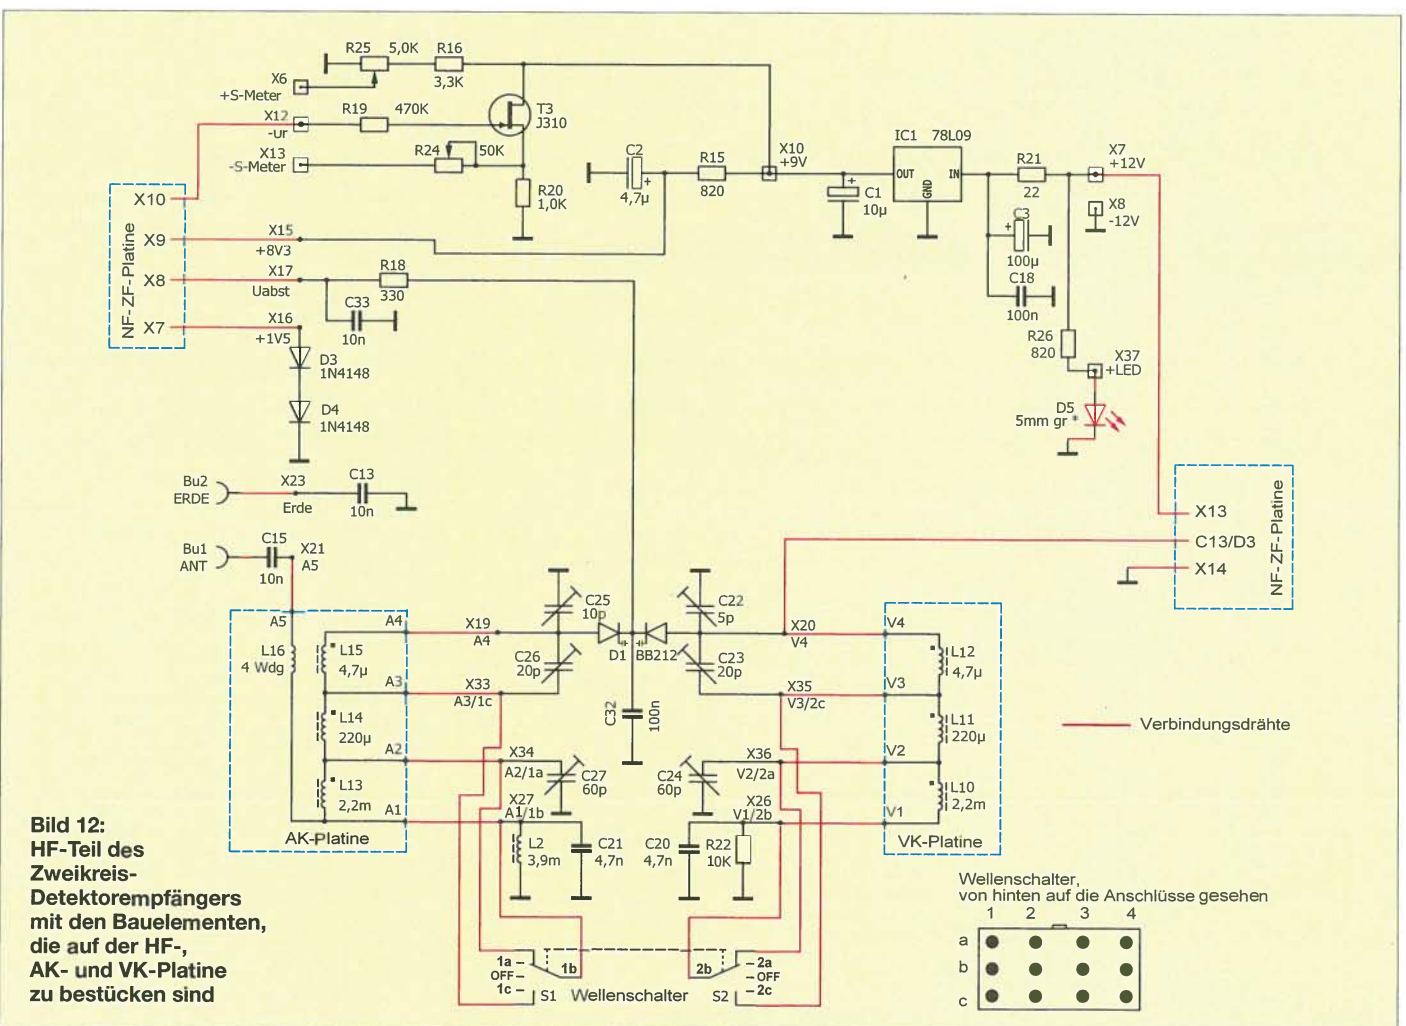 R25 5,0K R16
3,3K
X6
+S-Meter
X12
-ur
R19 470K
T3
J310
X13
-S-Meter
R24 50K
R20
1,0K
C2
4,7µ
R15
820
X10
+9V
C1
10µ
IC1 78L09
OUT IN
GND
R21
22
X7
+12V
X8
-12V
C3
100µ
C18
100n
R26
820
X37
+LED
D5
5mm gr *
NF-ZF-Platine
X10
X9
X8
X7
X15
+8V3
X17
Uabst
R18
330
C33
10n
X16
+1V5
D3
1N4148
D4
1N4148
Bu2
ERDE
X23
Erde
C13
10n
Bu1
ANT
C15
10n
X21
A5
NF-ZF-Platine
X13
C13/D3
X14
A5
L16
4 Wdg
L15
4,7µ
L14
220µ
L13
2,2m
A4
A3
A2
A1
AK-Platine
X19
A4
X33
A3/1c
X34
A2/1a
X27
A1/1b
C25
10p
C26
20p
C27
60p
L2
3,9m
C21
4,7n
D1 BB212
C32
100n
C22
5p
C23
20p
C24
60p
C20
4,7n
R22
10K
X20
V4
X35
V3/2c
X36
V2/2a
X26
V1/2b
V4
V3
V2
V1
L12
4,7µ
L11
220µ
L10
2,2m
VK-Platine
Verbindungsdrähte
Bild 12:
HF-Teil des
Zweikreis-
Detektorempfängers
mit den Bauelementen,
die auf der HF-,
AK- und VK-Platine
zu bestücken sind
1a
OFF
1c
1b
S1
Wellenschalter
2b
2a
OFF
2c
S2
Wellenschalter,
von hinten auf die Anschlüsse gesehen
1 2 3 4
a
b
c